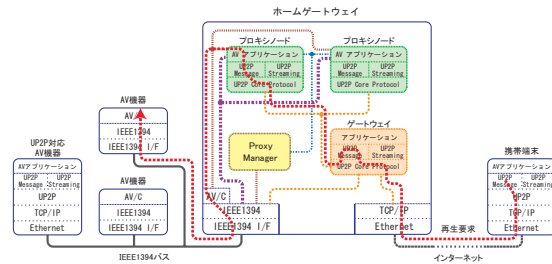 ホームゲートウェイ
プロキシノード
AV アプリケーション
UP2P UP2P
Message Streaming
UP2P Core Protocol
プロキシノード
AV アプリケーション
UP2P UP2P
Message Streaming
UP2P Core Protocol
ゲートウェイ
アプリケーション
UP2P UP2P
Message Streaming
UP2P Core Protocol
Proxy
Manager
AV/C
IEEE1394
IEEE1394 I/F
TCP/IP
Ethernet
AV機器
AV/C
IEEE1394
IEEE1394 I/F
UP2P対応
AV機器
AVアプリケーション
UP2P UP2P
Message Streaming
UP2P
TCP/IP
Ethernet
AV機器
AV/C
IEEE1394
IEEE1394 I/F
携帯端末
AVアプリケーション
UP2P UP2P
Message Streaming
UP2P
TCP/IP
Ethernet
再生要求
IEEE1394バス
インターネット